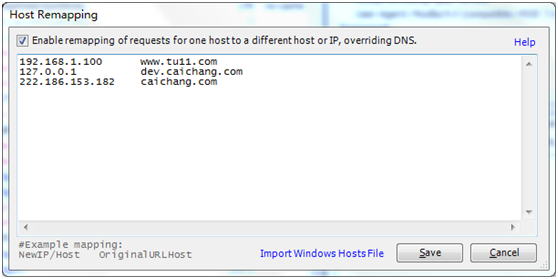 Host Remapping
Enable remapping of requests for one host to a different host or IP, overriding DNS.
Help
192.168.1.100 www.tu11.com
127.0.0.1 dev.caichang.com
222.186.153.182 caichang.com
#Example mapping:
NewIP/Host OriginalURLHost
Import Windows Hosts File
Save
Cancel